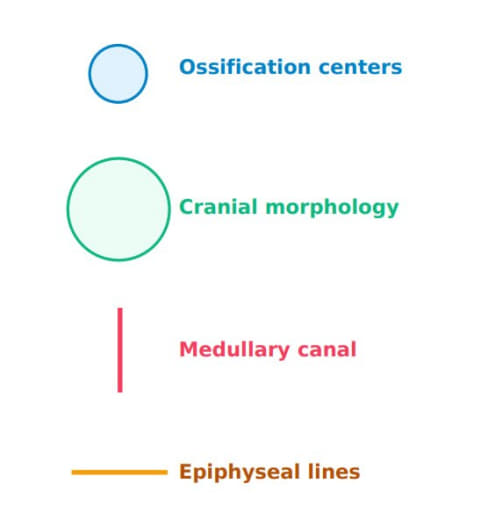 Ossification centers
Cranial morphology
Medullary canal
Epiphyseal lines